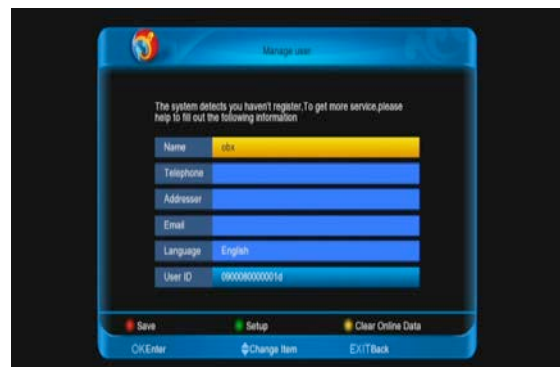 Manage user
The system detects you haven't register,To get more service,please
help to fill out the following information
Name obx
Telephone
Addresser
Email
Language English
User ID 0900060000001d
Save Setup Clear Online Data
OKEnter Change Item EXITBack